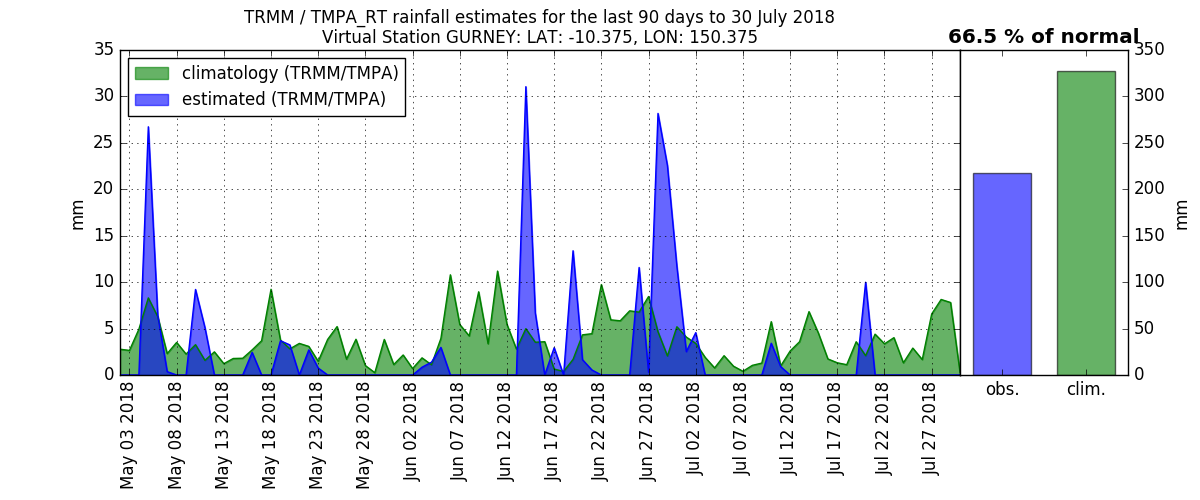 TRMM / TMPA_RT rainfall estimates for the last 90 days to 30 July 2018
Virtual Station GURNEY: LAT: -10.375, LON: 150.375
66.5 % of normal
climatology (TRMM/TMPA)
estimated (TRMM/TMPA)
35
30
25
20
15
10
5
0
mm
May 03 2018
May 08 2018
May 13 2018
May 18 2018
May 23 2018
May 28 2018
Jun 02 2018
Jun 07 2018
Jun 12 2018
Jun 17 2018
Jun 22 2018
Jun 27 2018
Jul 02 2018
Jul 07 2018
Jul 12 2018
Jul 17 2018
Jul 22 2018
Jul 27 2018
obs.
clim.
350
300
250
200
150
100
50
0
mm